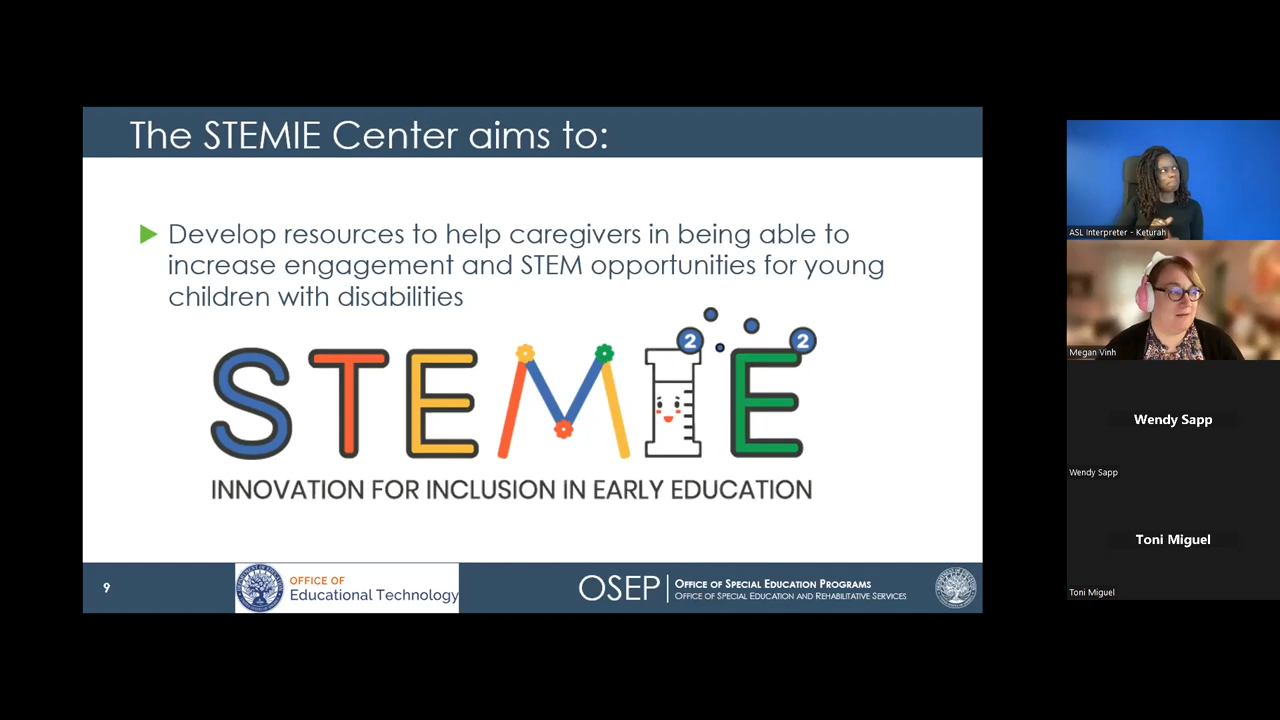 The STEMIE Center aims to:
Develop resources to help caregivers in being able to
increase engagement and STEM opportunities for young
children with disabilities
2 2
STEMIE
INNOVATION FOR INCLUSION IN EARLY EDUCATION
9
OFFICE OF
Educational Technology
OSEP
OFFICE OF SPECIAL EDUCATION PROGRAMS
OFFICE OF SPECIAL EDUCATION AND REHABILITATIVE SERVICES
ASL Interpreter - Keturah
Megan Vinh
Wendy Sapp
Wendy Sapp
Toni Miguel
Toni Miguel